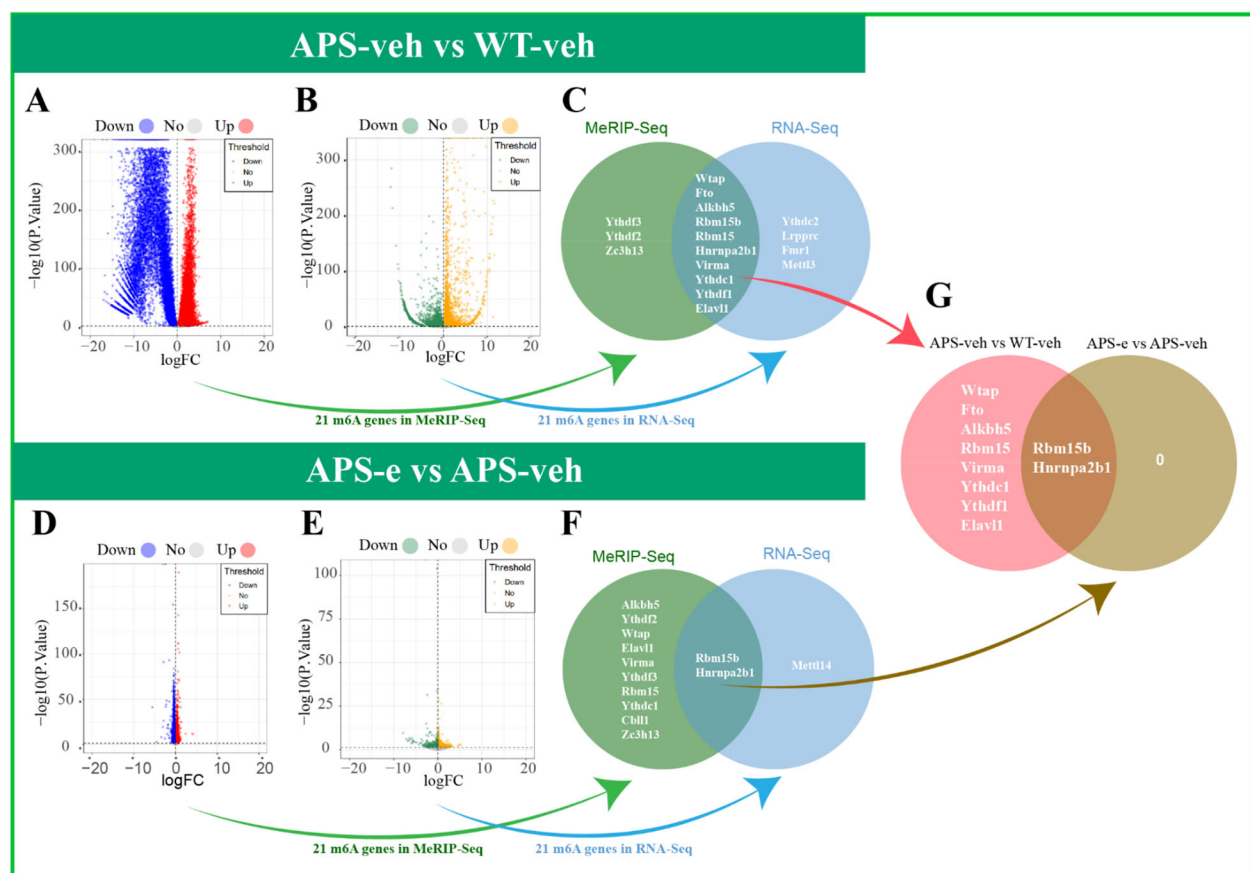 APS-veh vs WT-veh
A
Down No Up
Threshold
Down
No
Up
−log10(P.Value)
300
200
100
0
−20 −10 0 10 20
logFC
B
Down No Up
Threshold
Down
No
Up
−log10(P.Value)
300
200
100
0
−20 −10 0 10 20
logFC
C
MeRIP-Seq
RNA-Seq
Ythdf3
Ythdf2
Zc3h13
Wtap
Fto
Alkbh5
Rbm15b
Rbm15
Hnrnpa2b1
Virma
Ythdc1
Ythdf1
Elavl1
Ythdc2
Lrpprc
Fmr1
Mettl3
21 m6A genes in MeRIP-Seq
21 m6A genes in RNA-Seq
APS-e vs APS-veh
D
Down No Up
Threshold
Down
No
Up
−log10(P.Value)
150
100
50
0
−20 −10 0 10 20
logFC
E
Down No Up
Threshold
Down
No
Up
−log10(P.Value)
100
75
50
25
0
−20 −10 0 10 20
logFC
F
MeRIP-Seq
RNA-Seq
Alkbh5
Ythdf2
Wtap
Elavl1
Virma
Ythdf3
Rbm15
Ythdc1
Cbll1
Zc3h13
Rbm15b
Hnrnpa2b1
Mettl14
21 m6A genes in MeRIP-Seq
21 m6A genes in RNA-Seq
G
APS-veh vs WT-veh
APS-e vs APS-veh
Wtap
Fto
Alkbh5
Rbm15
Virma
Ythdc1
Ythdf1
Elavl1
Rbm15b
Hnrnpa2b1
0